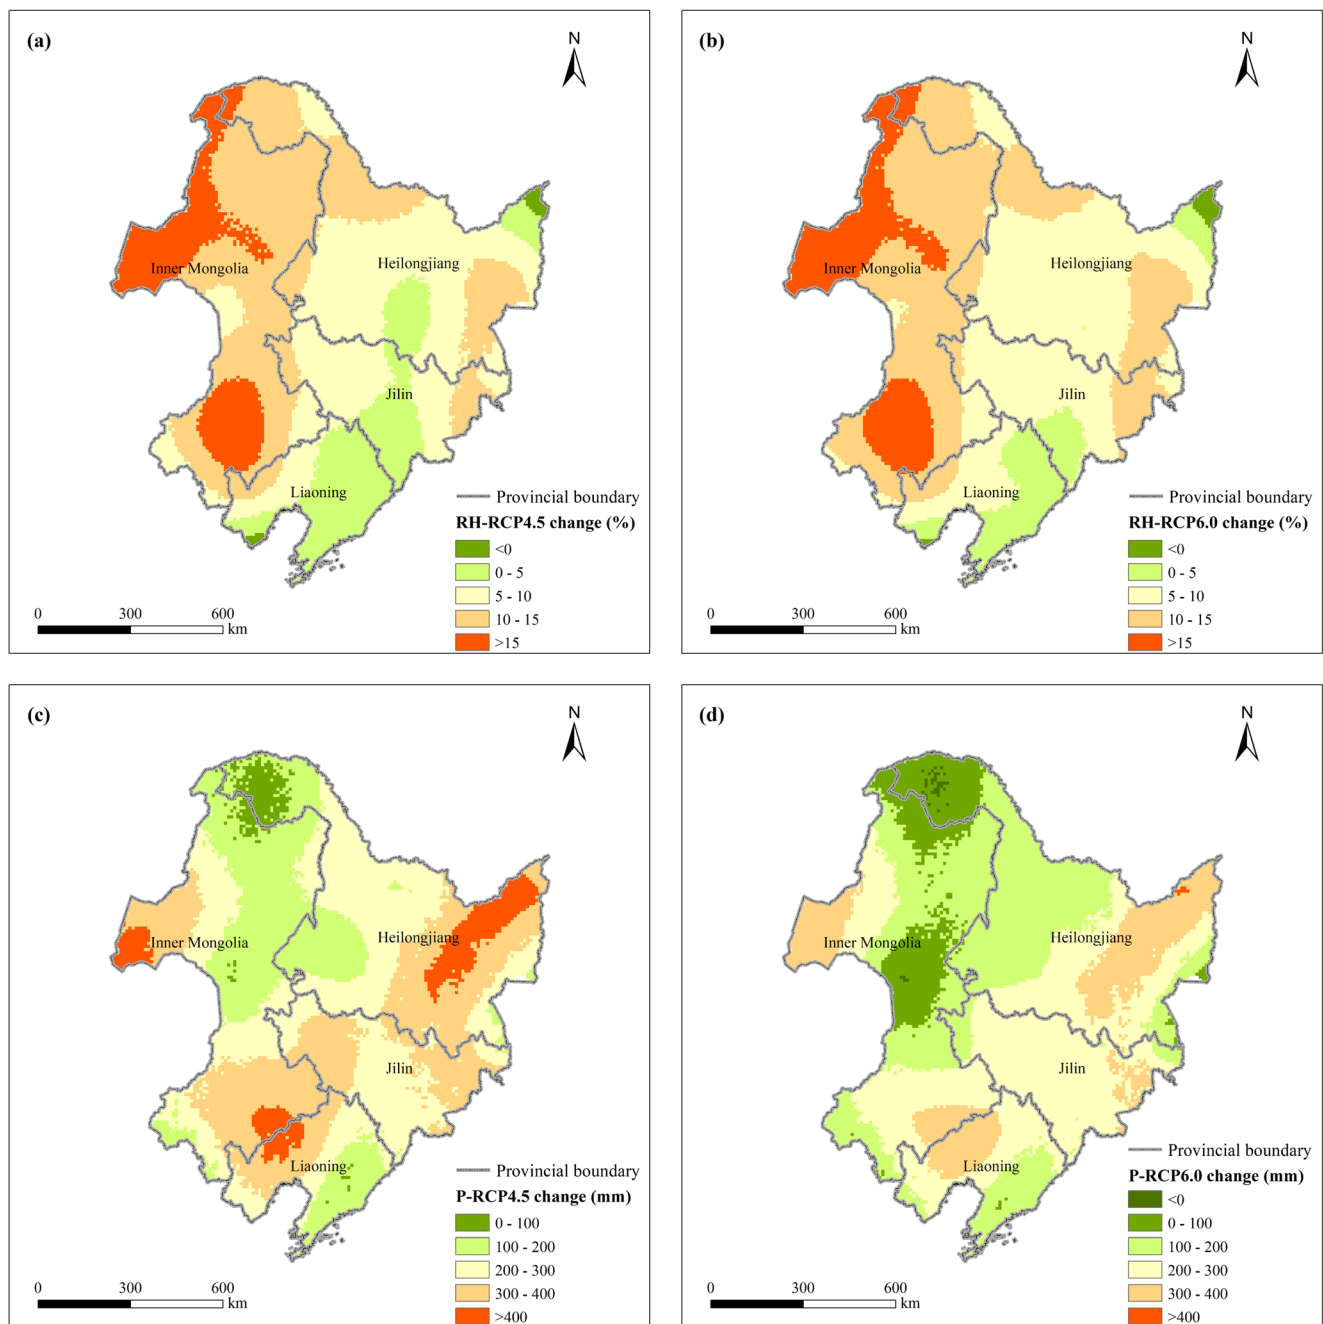 (a)
N
Inner Mongolia
Heilongjiang
Jilin
Liaoning
Provincial boundary
RH-RCP4.5 change (%)
<0
0 - 5
5 - 10
10 - 15
>15
0 300 600
km
(b)
N
Inner Mongolia
Heilongjiang
Jilin
Liaoning
Provincial boundary
RH-RCP6.0 change (%)
<0
0 - 5
5 - 10
10 - 15
>15
0 300 600
km
(c)
N
Inner Mongolia
Heilongjiang
Jilin
Liaoning
Provincial boundary
P-RCP4.5 change (mm)
0 - 100
100 - 200
200 - 300
300 - 400
>400
0 300 600
km
(d)
N
Inner Mongolia
Heilongjiang
Jilin
Liaoning
Provincial boundary
P-RCP6.0 change (mm)
<0
0 - 100
100 - 200
200 - 300
300 - 400
>400
0 300 600
km